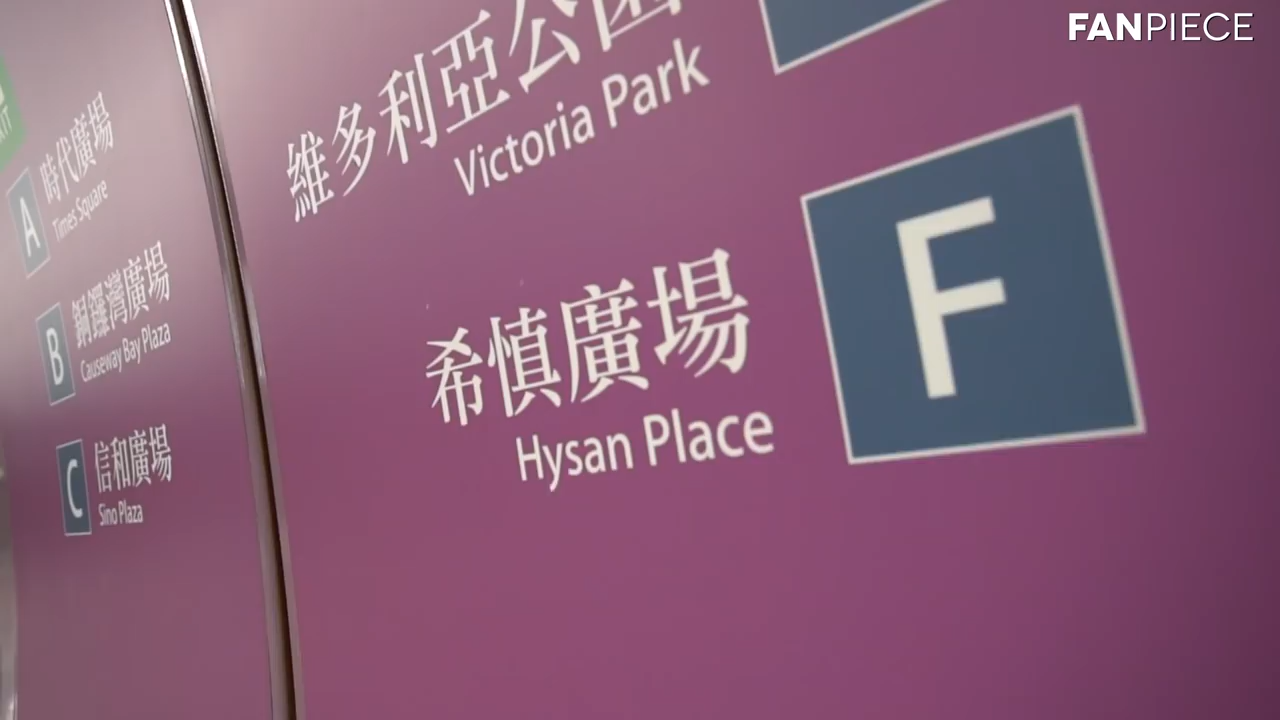 FANPIECE
維多利亞公園
Victoria Park
F
希慎廣場
Hysan Place
A
時代廣場
Times Square
B
銅鑼灣廣場
Causeway Bay Plaza
C
信和廣場
Sino Plaza